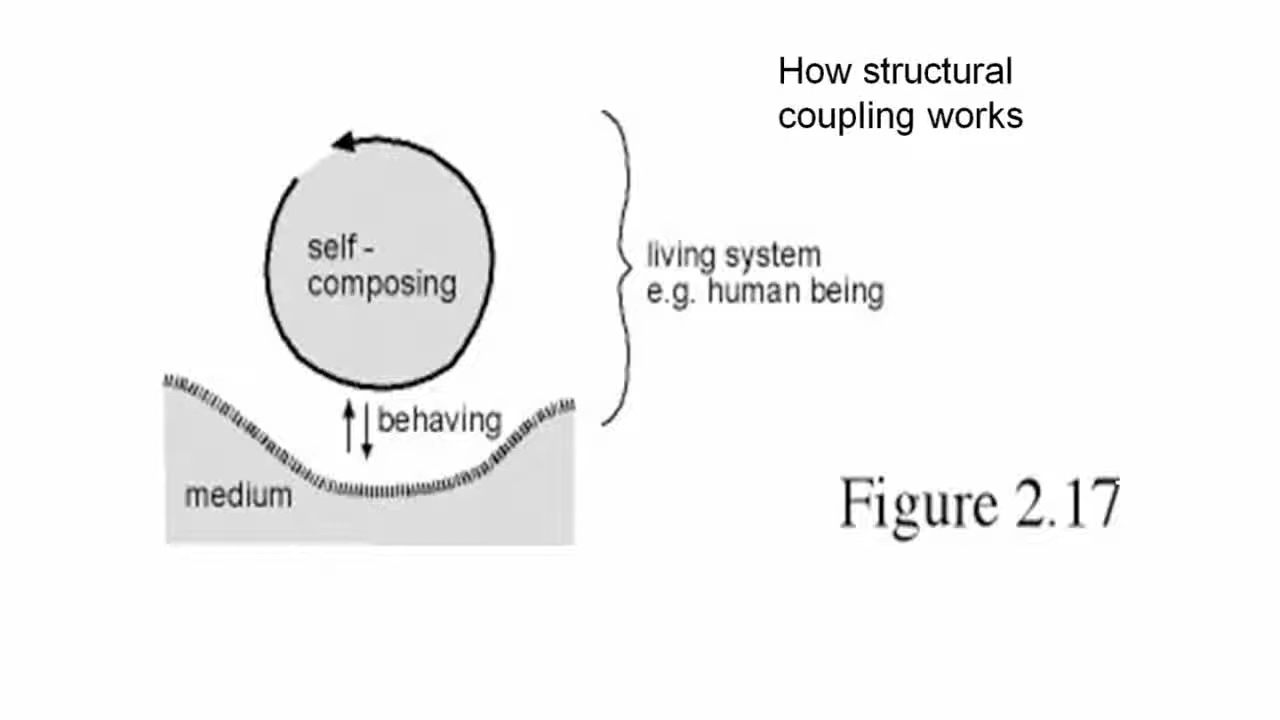 How structural
coupling works
self -
composing
living system
e.g. human being
behaving
medium
Figure 2.17